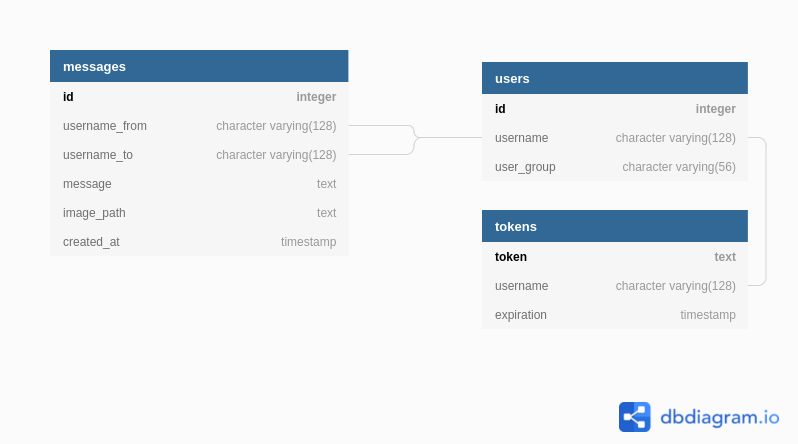 messages
id integer
username_from character varying(128)
username_to character varying(128)
message text
image_path text
created_at timestamp
users
id integer
username character varying(128)
user_group character varying(56)
tokens
token text
username character varying(128)
expiration timestamp
dbdiagram.io